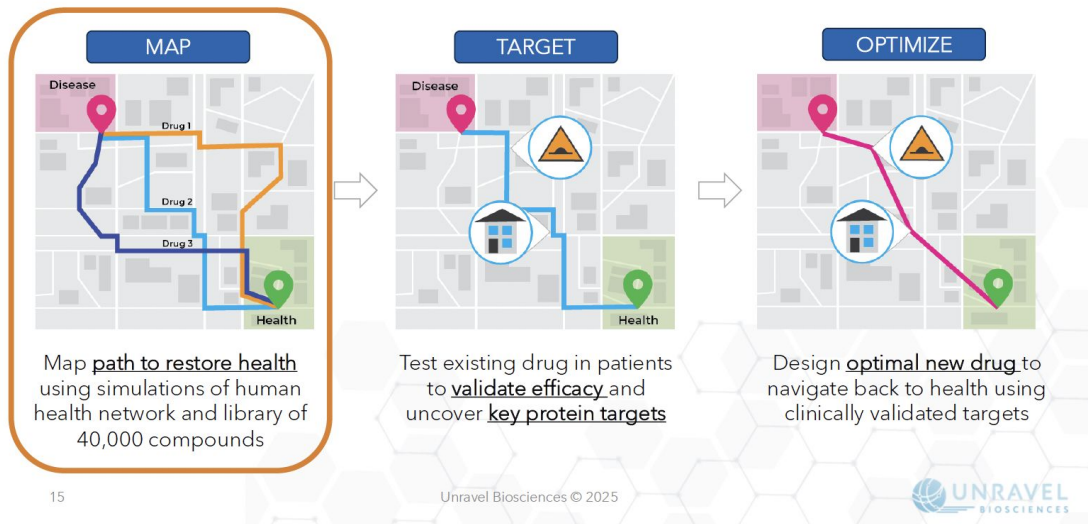 MAP
Disease
Drug 1
Drug 2
Drug 3
Health
Map path to restore health
using simulations of human
health network and library of
40,000 compounds
TARGET
Disease
Health
Test existing drug in patients
to validate efficacy and
uncover key protein targets
OPTIMIZE
Design optimal new drug to
navigate back to health using
clinically validated targets
15
Unravel Biosciences © 2025
UNRAVEL
BIOSCIENCES